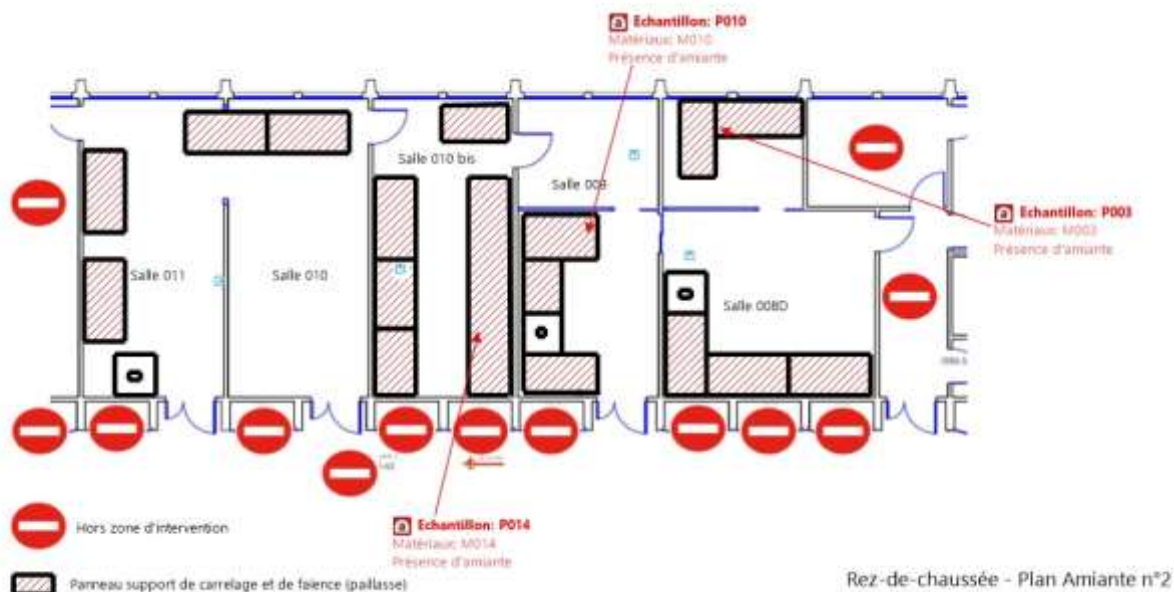 a Echantillon: P010
Matériaux: M010
Présence d'amiante
Salle 010 bis
Salle 009
a Echantillon: P003
Matériaux: M003
Présence d'amiante
Salle 011
Salle 010
Salle 008D
a Echantillon: P014
Matériaux: M014
Présence d'amiante
Hors zone d'intervention
Panneau support de carrelage et de faïence (paillasse)
Rez-de-chaussée - Plan Amiante n°2